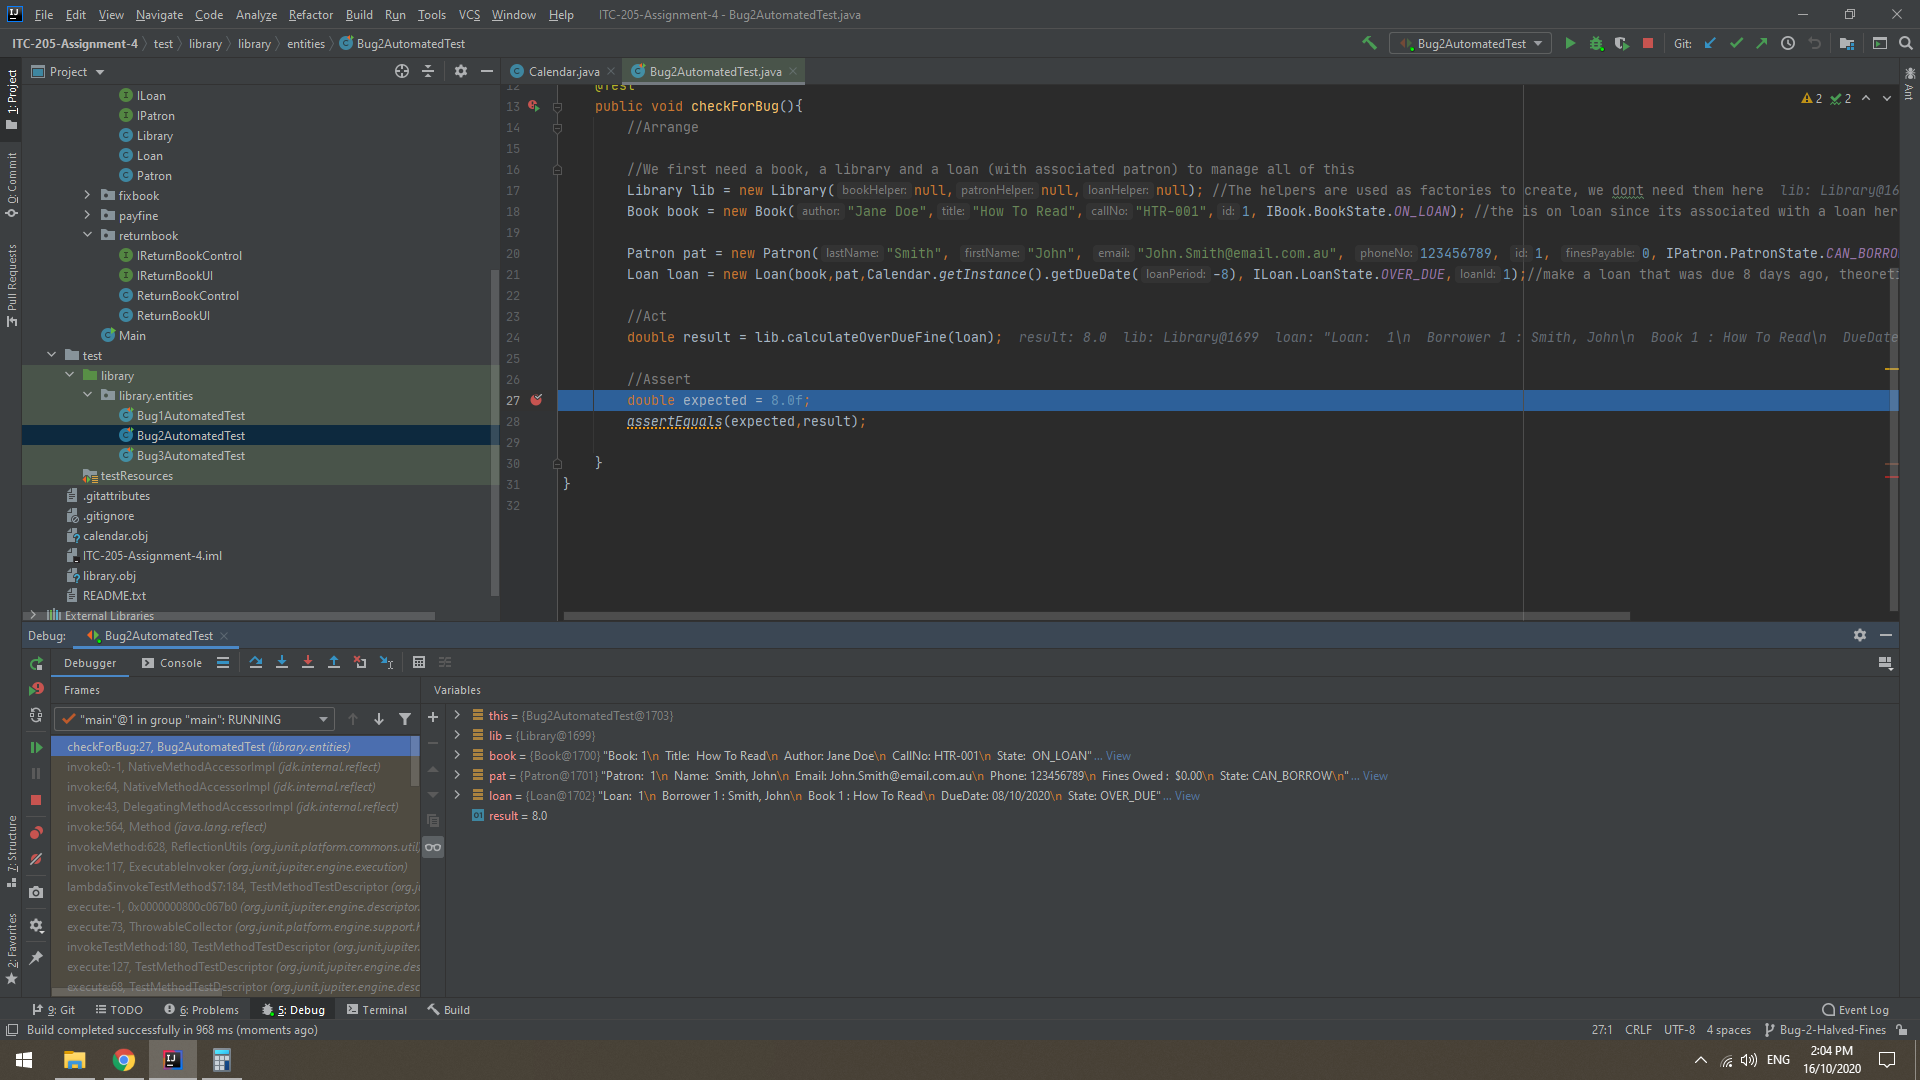 File Edit View Navigate Code Analyze Refactor Build Run Tools VCS Window Help ITC-205-Assignment-4 - Bug2AutomatedTest.java
ITC-205-Assignment-4 test library library entities Bug2AutomatedTest
Bug2AutomatedTest Git:
Project
Calendar.java Bug2AutomatedTest.java
1: Project
0: Commit
Pull Requests
7: Structure
2: Favorites
Ant
ILoan
IPatron
Library
Loan
Patron
fixbook
payfine
returnbook
IReturnBookControl
IReturnBookUI
ReturnBookControl
ReturnBookUI
Main
test
library
library.entities
Bug1AutomatedTest
Bug2AutomatedTest
Bug3AutomatedTest
testResources
.gitattributes
.gitignore
calendar.obj
ITC-205-Assignment-4.iml
library.obj
README.txt
External Libraries
2 2
12 @Test
13 public void checkForBug(){
14 //Arrange
15
16 //We first need a book, a library and a loan (with associated patron) to manage all of this
17 Library lib = new Library( bookHelper: null, patronHelper: null, loanHelper: null); //The helpers are used as factories to create, we dont need them here lib: Library@16
18 Book book = new Book( author: "Jane Doe", title: "How To Read", callNo: "HTR-001", id: 1, IBook.BookState.ON_LOAN); //the is on loan since its associated with a loan her
19
20 Patron pat = new Patron( lastName: "Smith", firstName: "John", email: "John.Smith@email.com.au", phoneNo: 123456789, id: 1, finesPayable: 0, IPatron.PatronState.CAN_BORRO
21 Loan loan = new Loan(book,pat,Calendar.getInstance().getDueDate( loanPeriod: -8), ILoan.LoanState.OVER_DUE, loanId: 1);//make a loan that was due 8 days ago, theoret
22
23 //Act
24 double result = lib.calculateOverDueFine(loan); result: 8.0 lib: Library@1699 loan: "Loan: 1\n Borrower 1 : Smith, John\n Book 1 : How To Read\n DueDate
25
26 //Assert
27 double expected = 8.0f;
28 assertEquals(expected,result);
29
30 }
31 }
32
Debug: Bug2AutomatedTest
Debugger Console
Frames
Variables
"main"@1 in group "main": RUNNING
checkForBug:27, Bug2AutomatedTest (library.entities)
invoke0:-1, NativeMethodAccessorImpl (jdk.internal.reflect)
invoke:64, NativeMethodAccessorImpl (jdk.internal.reflect)
invoke:43, DelegatingMethodAccessorImpl (jdk.internal.reflect)
invoke:564, Method (java.lang.reflect)
invokeMethod:628, ReflectionUtils (org.junit.platform.commons.util,
invoke:117, ExecutableInvoker (org.junit.jupiter.engine.execution)
lambda$invokeTestMethod$7:184, TestMethodTestDescriptor (org.ju
execute:-1, 0x0000000800c067b0 (org.junit.jupiter.engine.descriptor.
execute:73, ThrowableCollector (org.junit.platform.engine.support.h
invokeTestMethod:180, TestMethodTestDescriptor (org.junit.jupiter.
execute:127, TestMethodTestDescriptor (org.junit.jupiter.engine.des
execute:68, TestMethodTestDescriptor (org.junit.jupiter.engine.desc
this = {Bug2AutomatedTest@1703}
lib = {Library@1699}
book = {Book@1700} "Book: 1\n Title: How To Read\n Author: Jane Doe\n CallNo: HTR-001\n State: ON_LOAN" ... View
pat = {Patron@1701} "Patron: 1\n Name: Smith, John\n Email: John.Smith@email.com.au\n Phone: 123456789\n Fines Owed : $0.00\n State: CAN_BORROW\n" ... View
loan = {Loan@1702} "Loan: 1\n Borrower 1 : Smith, John\n Book 1 : How To Read\n DueDate: 08/10/2020\n State: OVER_DUE" ... View
result = 8.0
9: Git TODO 6: Problems 5: Debug Terminal Build Event Log
Build completed successfully in 968 ms (moments ago) 27:1 CRLF UTF-8 4 spaces Bug-2-Halved-Fines
ENG
2:04 PM
16/10/2020